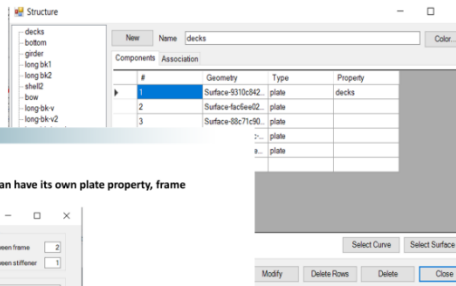 Structure
decks
bottom
girder
long bk1
long bk2
shell2
bow
long-bk-v
long-bk-v2
New Name decks Color...
Components Association
# Geometry Type Property
1 Surface-9310c842.. plate decks
2 Surface-fac6ee02.. plate
3 Surface-88c71c90.. plate
plate
plate
an have its own plate property, frame
ween frame 2
ween stiffener 1
Select Curve Select Surface
Modify Delete Rows Delete Close